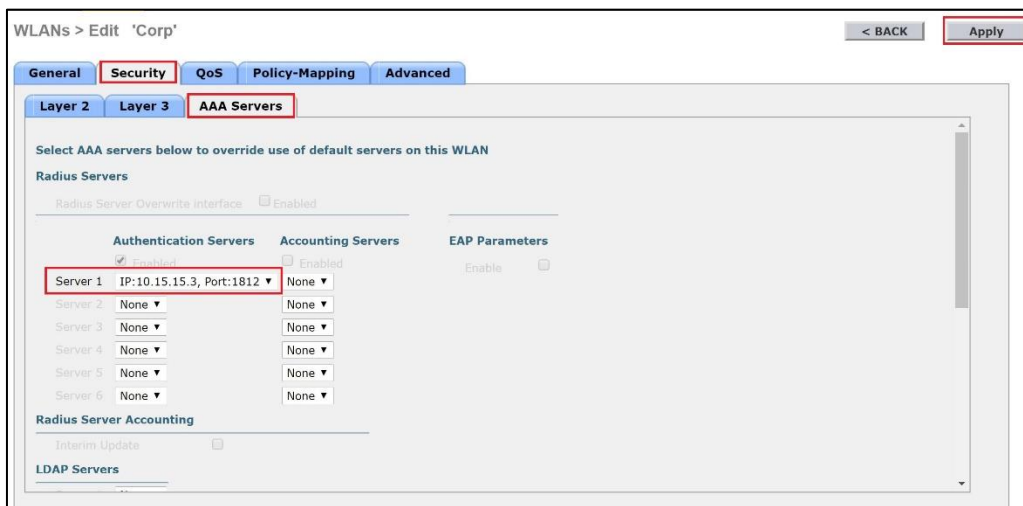 WLANs > Edit 'Corp'
< BACK
Apply
General Security QoS Policy-Mapping Advanced
Layer 2 Layer 3 AAA Servers
Select AAA servers below to override use of default servers on this WLAN
Radius Servers
Radius Server Overwrite interface Enabled
Authentication Servers Accounting Servers EAP Parameters
Enabled Enabled Enable
Server 1 IP:10.15.15.3, Port:1812 None
Server 2 None None
Server 3 None None
Server 4 None None
Server 5 None None
Server 6 None None
Radius Server Accounting
Interim Update
LDAP Servers